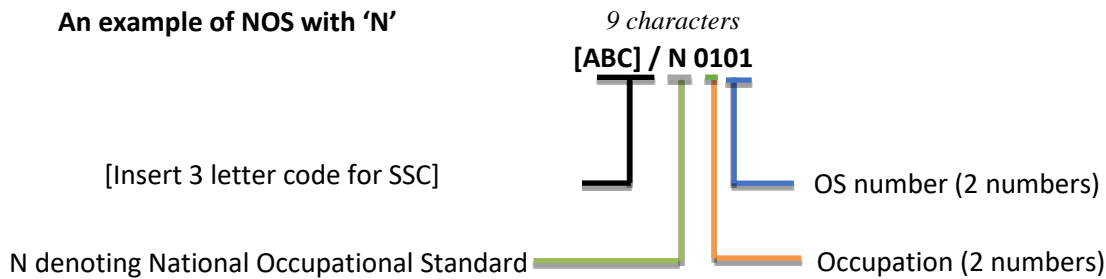 An example of NOS with ‘N’
9 characters
[ABC] / N 0101
[Insert 3 letter code for SSC]
OS number (2 numbers)
N denoting National Occupational Standard
Occupation (2 numbers)